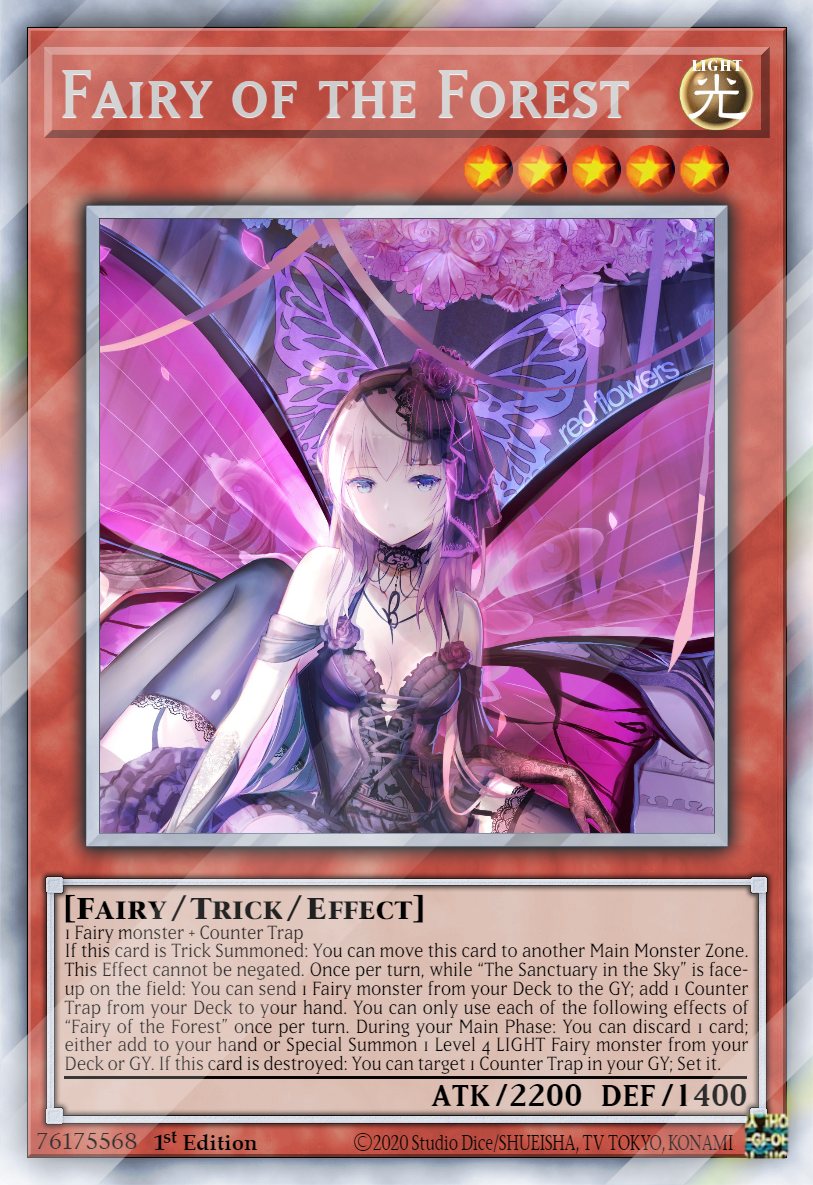 Fairy of the Forest
LIGHT
光
red flowers
[Fairy/Trick/Effect]
1 Fairy monster + Counter Trap
If this card is Trick Summoned: You can move this card to another Main Monster Zone.
This Effect cannot be negated. Once per turn, while “The Sanctuary in the Sky” is face-
up on the field: You can send 1 Fairy monster from your Deck to the GY; add 1 Counter
Trap from your Deck to your hand. You can only use each of the following effects of
“Fairy of the Forest” once per turn. During your Main Phase: You can discard 1 card;
either add to your hand or Special Summon 1 Level 4 LIGHT Fairy monster from your
Deck or GY. If this card is destroyed: You can target 1 Counter Trap in your GY; Set it.
ATK/2200 DEF/1400
76175568 1st Edition ©2020 Studio Dice/SHUEISHA, TV TOKYO, KONAMI